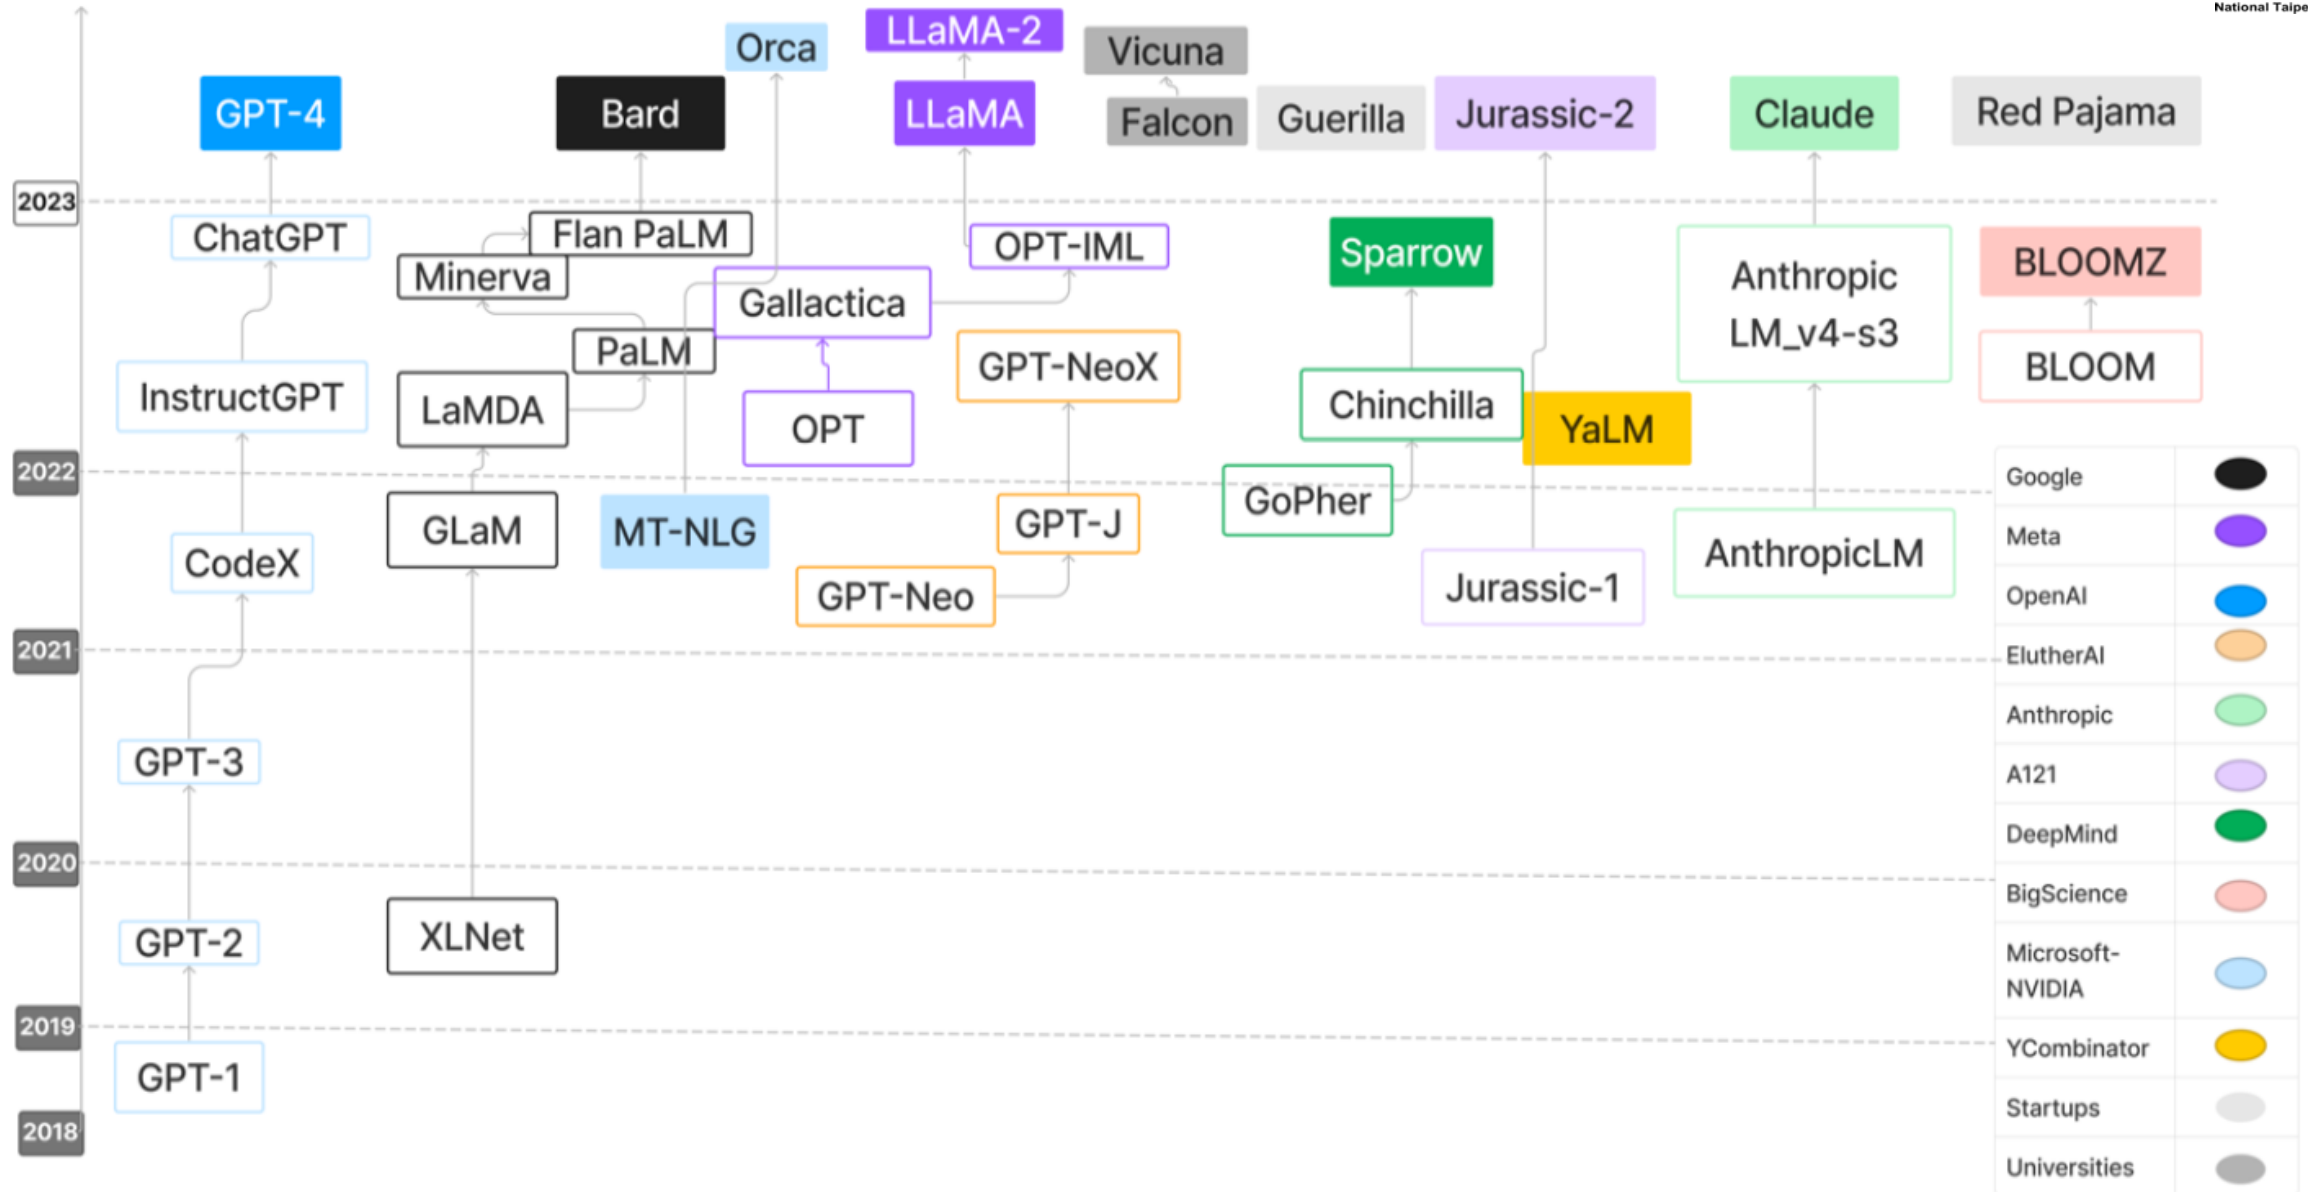 National Taipe
Orca
LLaMA-2
Vicuna
GPT-4
Bard
LLaMA
Falcon
Guerilla
Jurassic-2
Claude
Red Pajama
2023
ChatGPT
Flan PaLM
Minerva
OPT-IML
Sparrow
Anthropic
LM_v4-s3
BLOOMZ
Gallactica
PaLM
GPT-NeoX
BLOOM
InstructGPT
LaMDA
OPT
Chinchilla
YaLM
2022
GLaM
MT-NLG
GPT-J
GoPher
AnthropicLM
CodeX
GPT-Neo
Jurassic-1
2021
GPT-3
2020
GPT-2
XLNet
2019
GPT-1
2018
Google
Meta
OpenAI
ElutherAI
Anthropic
A121
DeepMind
BigScience
Microsoft-
NVIDIA
YCombinator
Startups
Universities